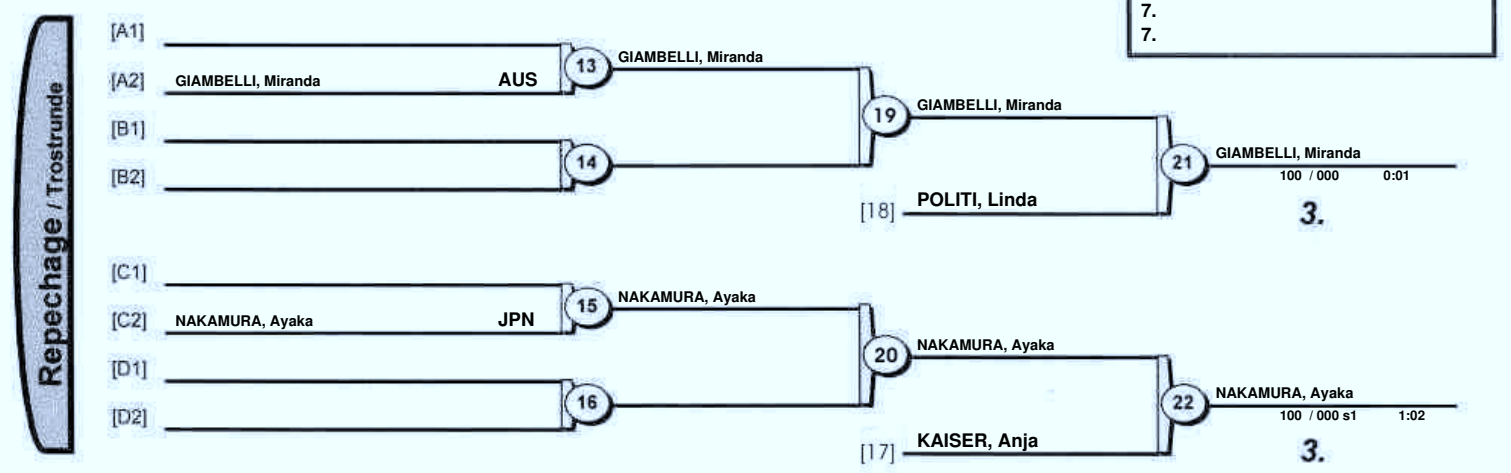 7.
7.
Repechage / Trostrunde
[A1]
[A2] GIAMBELLI, Miranda AUS
13
GIAMBELLI, Miranda
[B1]
[B2]
14
19
GIAMBELLI, Miranda
[18] POLITI, Linda
21
GIAMBELLI, Miranda
100 / 000 0:01
3.
[C1]
[C2] NAKAMURA, Ayaka JPN
15
NAKAMURA, Ayaka
[D1]
[D2]
16
20
NAKAMURA, Ayaka
[17] KAISER, Anja
22
NAKAMURA, Ayaka
100 / 000 s1 1:02
3.